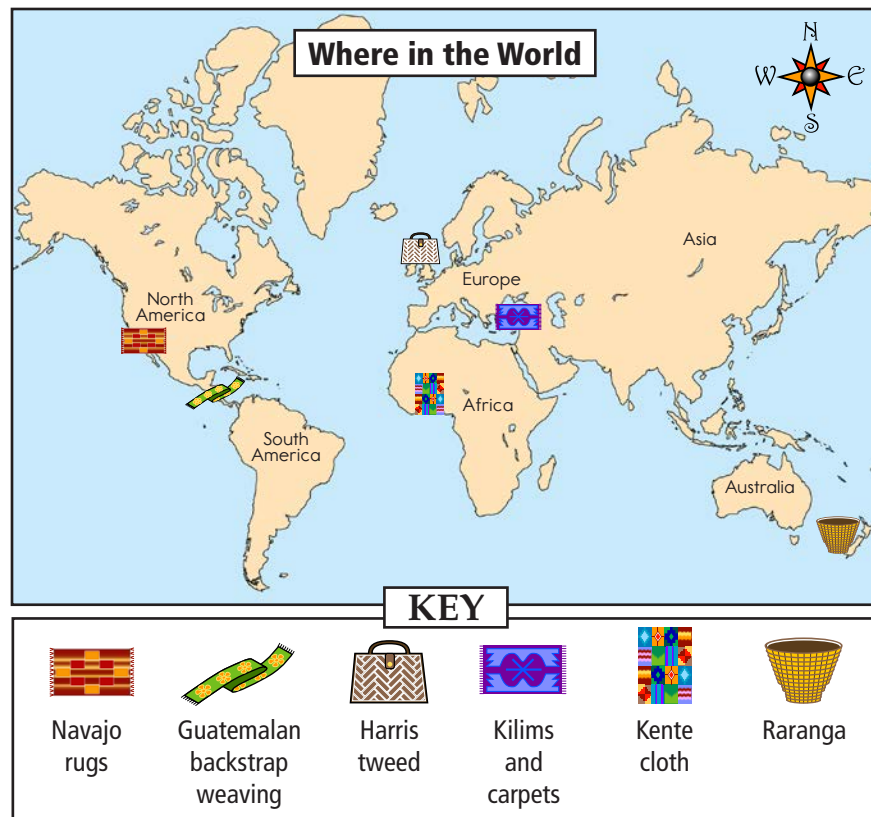 Where in the World
N
W
E
S
Asia
Europe
North
America
Africa
South
America
Australia
KEY
Navajo
rugs
Guatemalan
backstrap
weaving
Harris
tweed
Kilims
and
carpets
Kente
cloth
Raranga